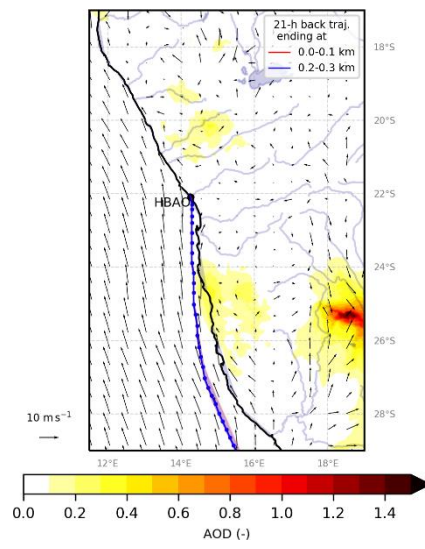 21-h back traj.
ending at
0.0-0.1 km
0.2-0.3 km
18°S
20°S
HBAO
22°S
24°S
26°S
28°S
10 m s⁻¹
12°E 14°E 16°E 18°E
0.0 0.2 0.4 0.6 0.8 1.0 1.2 1.4
AOD (-)